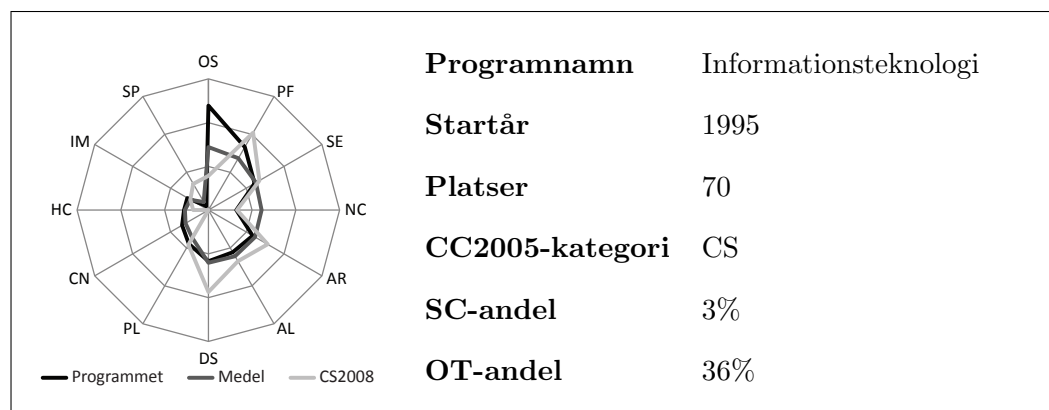 OS
PF
SE
NC
AR
AL
DS
PL
CN
HC
IM
SP
Programmet Medel CS2008
Programnamn Informationsteknologi
Startår 1995
Platser 70
CC2005-kategori CS
SC-andel 3%
OT-andel 36%